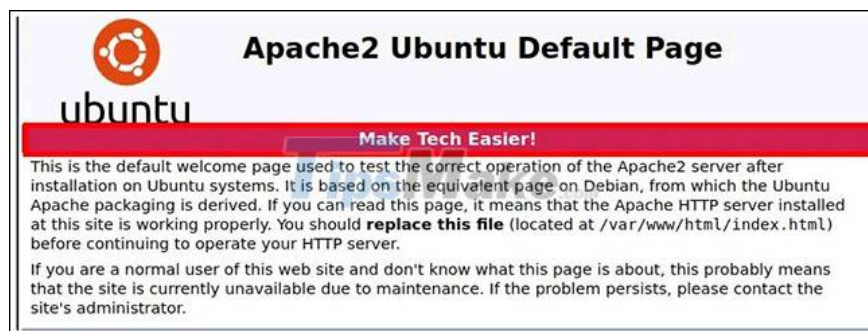 Apache2 Ubuntu Default Page
ubuntu
Make Tech Easier!
TipsMake.com
This is the default welcome page used to test the correct operation of the Apache2 server after
installation on Ubuntu systems. It is based on the equivalent page on Debian, from which the Ubuntu
Apache packaging is derived. If you can read this page, it means that the Apache HTTP server installed
at this site is working properly. You should replace this file (located at /var/www/html/index.html)
before continuing to operate your HTTP server.
If you are a normal user of this web site and don't know what this page is about, this probably means
that the site is currently unavailable due to maintenance. If the problem persists, please contact the
site's administrator.